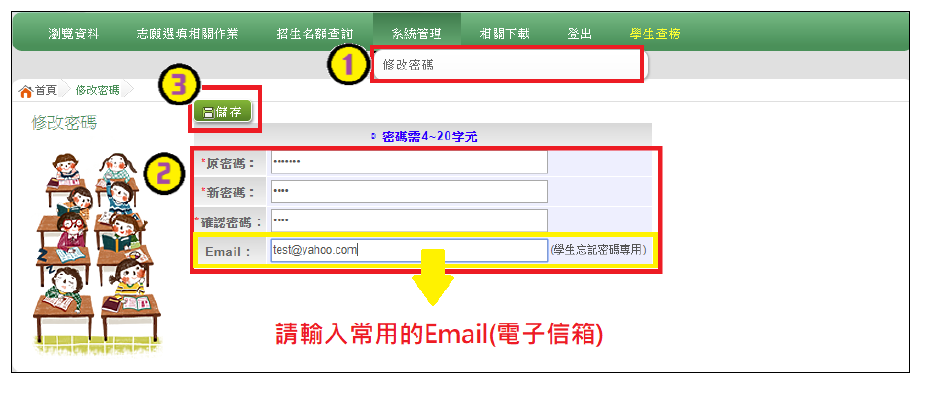 瀏覽資料 志願選填相關作業 招生名額查詢 系統管理 相關下載 登出 學生查榜
1 修改密碼
首頁 修改密碼
3
儲存
修改密碼
密碼需4~20字元
2
*原密碼： •••••••
*新密碼： ••••
*確認密碼： ••••
Email： test@yahoo.com (學生忘記密碼專用)
請輸入常用的Email(電子信箱)